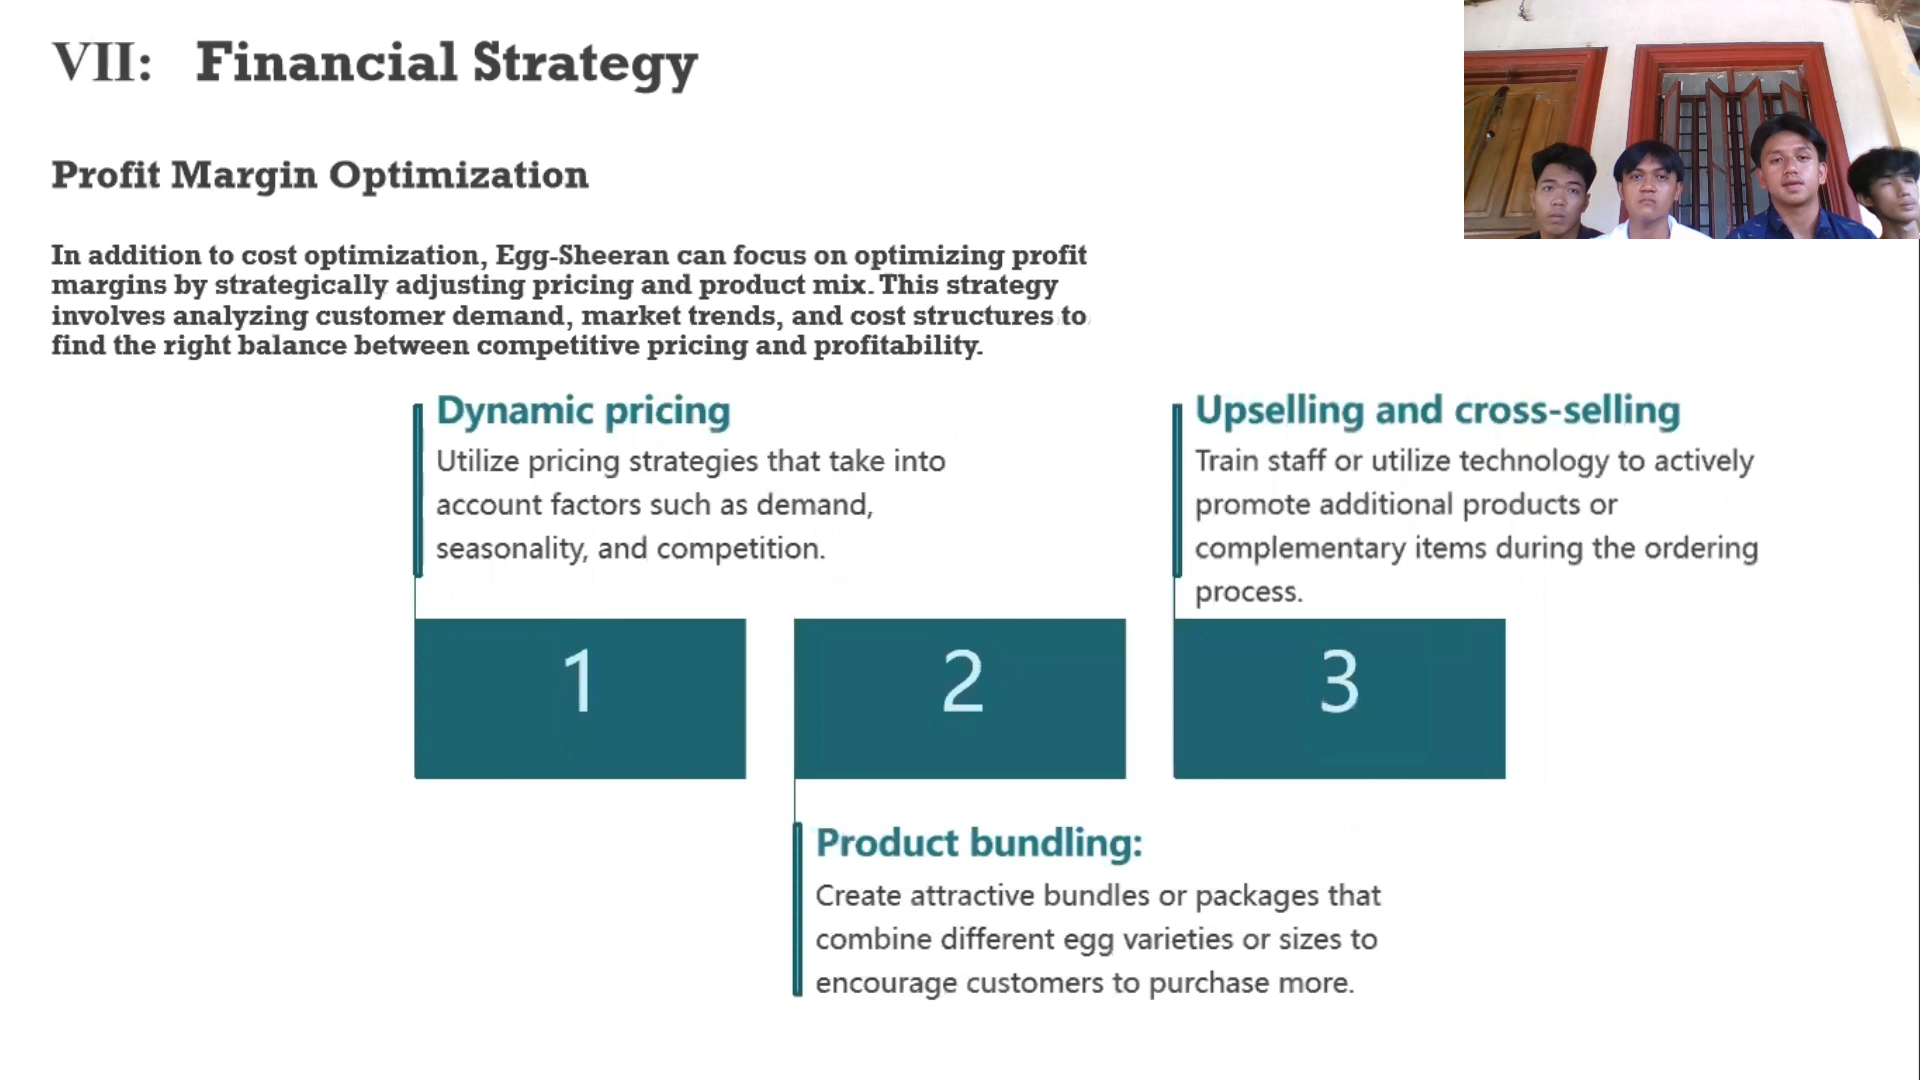 VII: Financial Strategy
Profit Margin Optimization
In addition to cost optimization, Egg-Sheeran can focus on optimizing profit
margins by strategically adjusting pricing and product mix. This strategy
involves analyzing customer demand, market trends, and cost structures to
find the right balance between competitive pricing and profitability.
Dynamic pricing
Utilize pricing strategies that take into
account factors such as demand,
seasonality, and competition.
1
2
Product bundling:
Create attractive bundles or packages that
combine different egg varieties or sizes to
encourage customers to purchase more.
Upselling and cross-selling
Train staff or utilize technology to actively
promote additional products or
complementary items during the ordering
process.
3